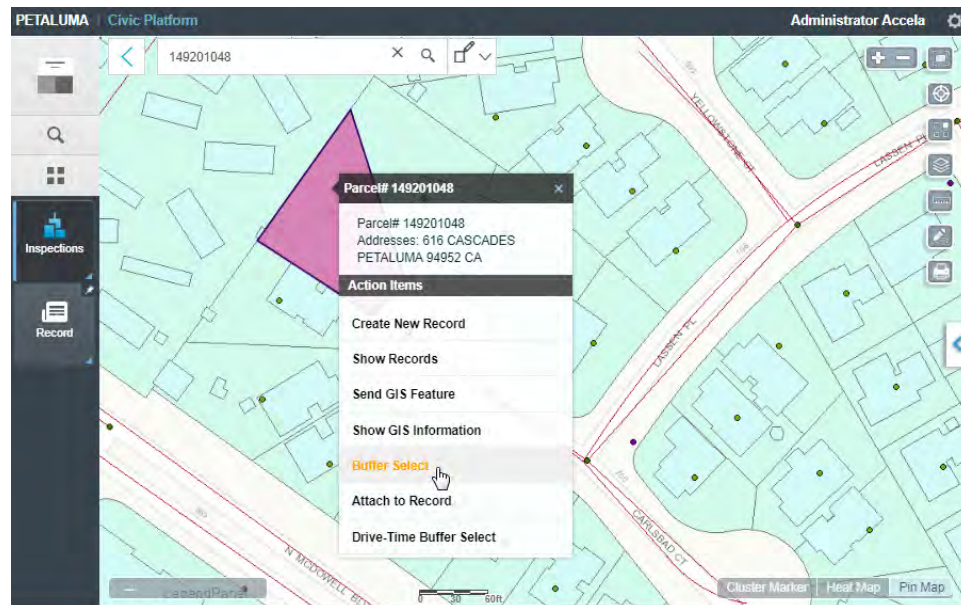 PETALUMA Civic Platform
Administrator Accela
149201048
YELLOWSTONE CT
LASSEN PL
Parcel# 149201048
Parcel# 149201048
Addresses: 616 CASCADES
PETALUMA 94952 CA
Action Items
Inspections
Record
Create New Record
Show Records
Send GIS Feature
Show GIS Information
Buffer Select
Attach to Record
Drive-Time Buffer Select
LASSEN PL
CARLSBAD CT
N MCDOWELL BL
LegendPanel
0 30 60ft
Cluster Marker Heat Map Pin Map